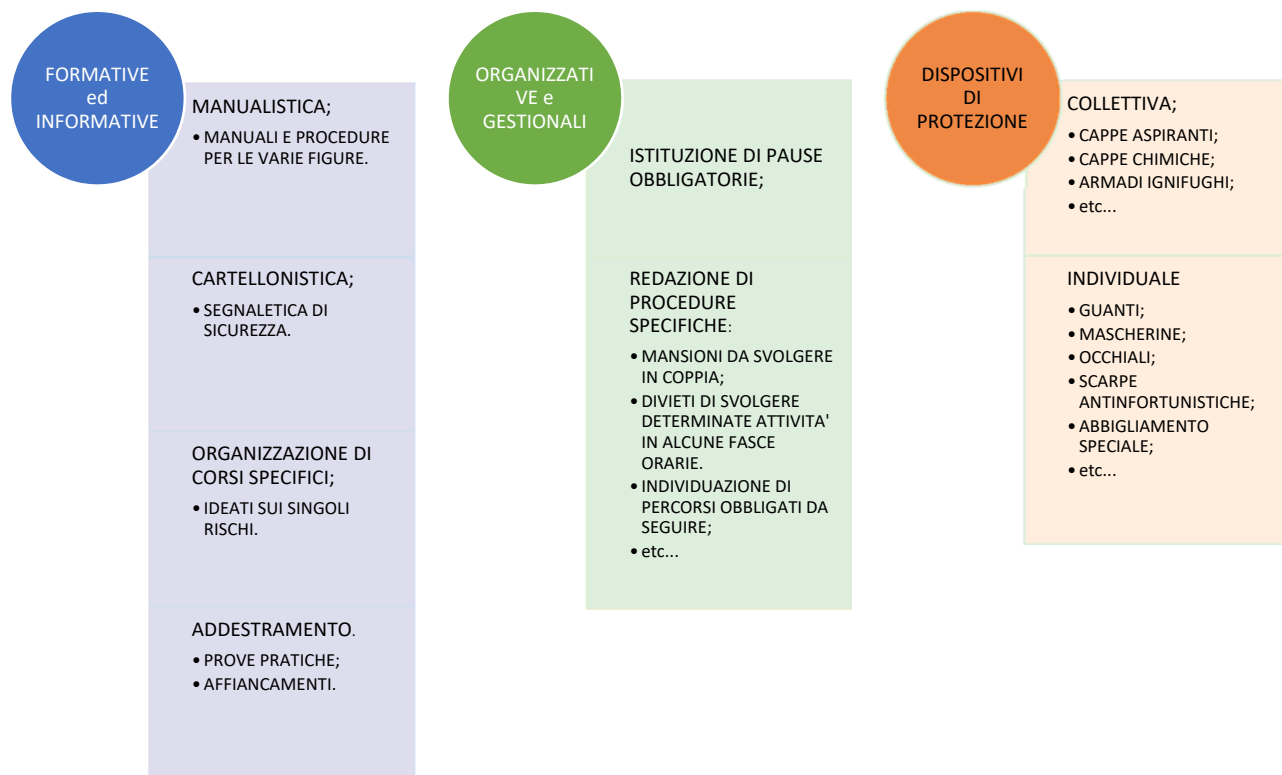 FORMATIVE
ed
INFORMATIVE
MANUALISTICA;
• MANUALI E PROCEDURE
PER LE VARIE FIGURE.
CARTELLONISTICA;
• SEGNALETICA DI
SICUREZZA.
ORGANIZZAZIONE DI
CORSI SPECIFICI;
• IDEATI SUI SINGOLI
RISCHI.
ADDESTRAMENTO.
• PROVE PRATICHE;
• AFFIANCAMENTI.
ORGANIZZATI
VE e
GESTIONALI
ISTITUZIONE DI PAUSE
OBBLIGATORIE;
REDAZIONE DI
PROCEDURE
SPECIFICHE:
• MANSIONI DA SVOLGERE
IN COPPIA;
• DIVIETI DI SVOLGERE
DETERMINATE ATTIVITA'
IN ALCUNE FASCE
ORARIE.
• INDIVIDUAZIONE DI
PERCORSI OBBLIGATI DA
SEGUIRE;
• etc...
DISPOSITIVI
DI
PROTEZIONE
COLLETTIVA;
• CAPPE ASPIRANTI;
• CAPPE CHIMICHE;
• ARMADI IGNIFUGHI;
• etc...
INDIVIDUALE
• GUANTI;
• MASCHERINE;
• OCCHIALI;
• SCARPE
ANTINFORTUNISTICHE;
• ABBIGLIAMENTO
SPECIALE;
• etc...